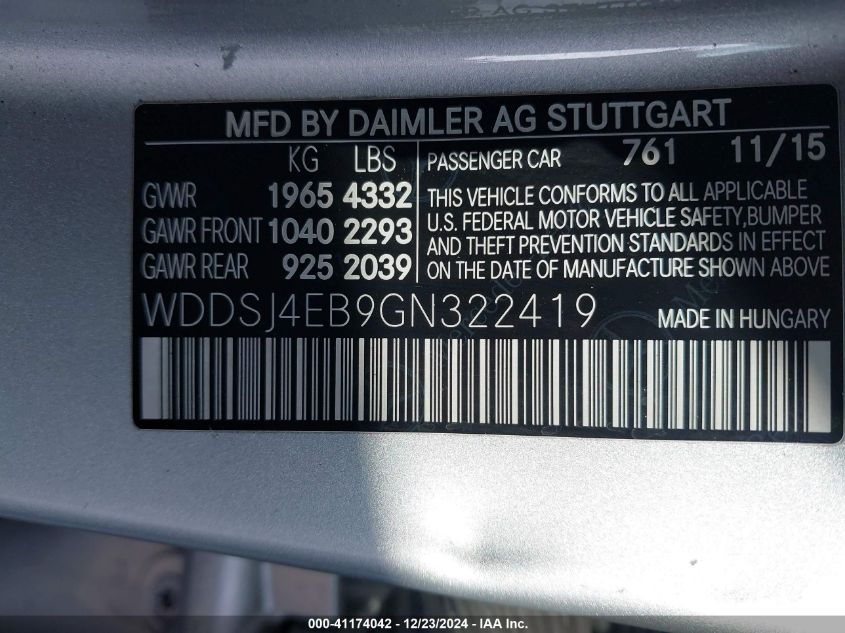 MFD BY DAIMLER AG STUTTGART
KG LBS
GVWR 1965 4332
GAWR FRONT 1040 2293
GAWR REAR 925 2039
PASSENGER CAR 761 11/15
THIS VEHICLE CONFORMS TO ALL APPLICABLE
U.S. FEDERAL MOTOR VEHICLE SAFETY,BUMPER
AND THEFT PREVENTION STANDARDS IN EFFECT
ON THE DATE OF MANUFACTURE SHOWN ABOVE
WDDSJ4EB9GN322419 MADE IN HUNGARY
000-41174042 - 12/23/2024 - IAA Inc.